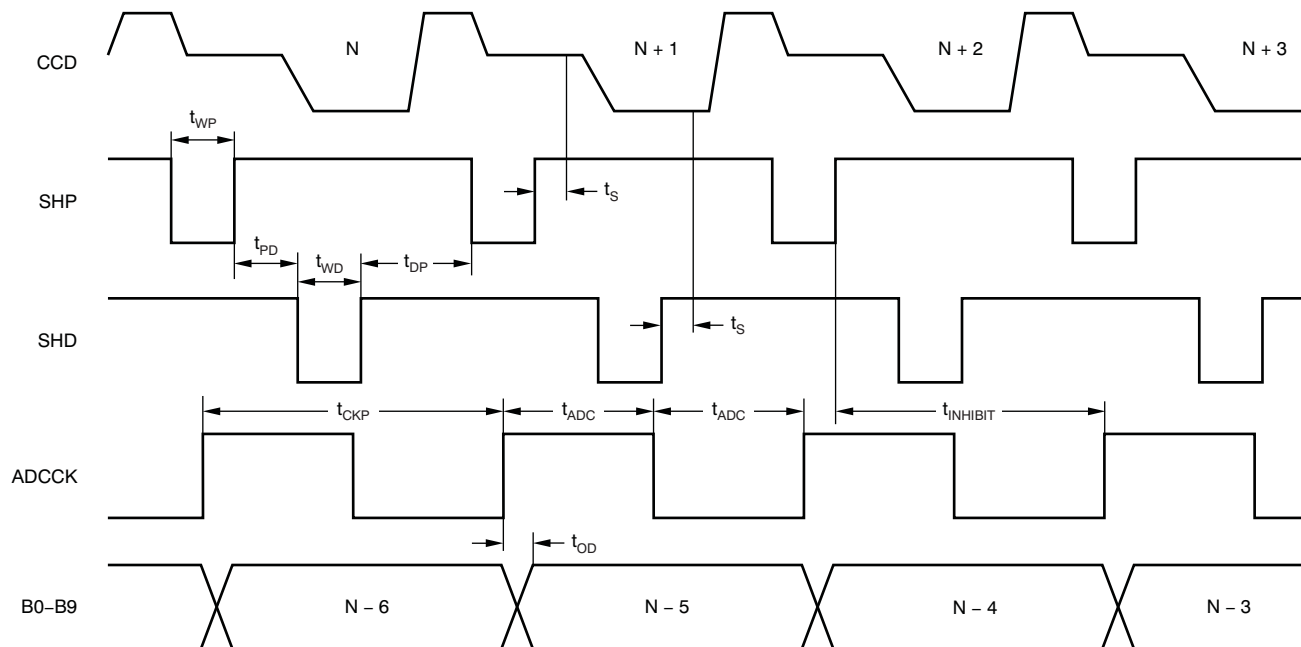 CCD
N
N + 1
N + 2
N + 3
tWP
SHP
tS
tPD
tWD
tDP
SHD
tS
tCKP
tADC
tADC
tINHIBIT
ADCCK
tOD
B0–B9
N – 6
N – 5
N – 4
N – 3